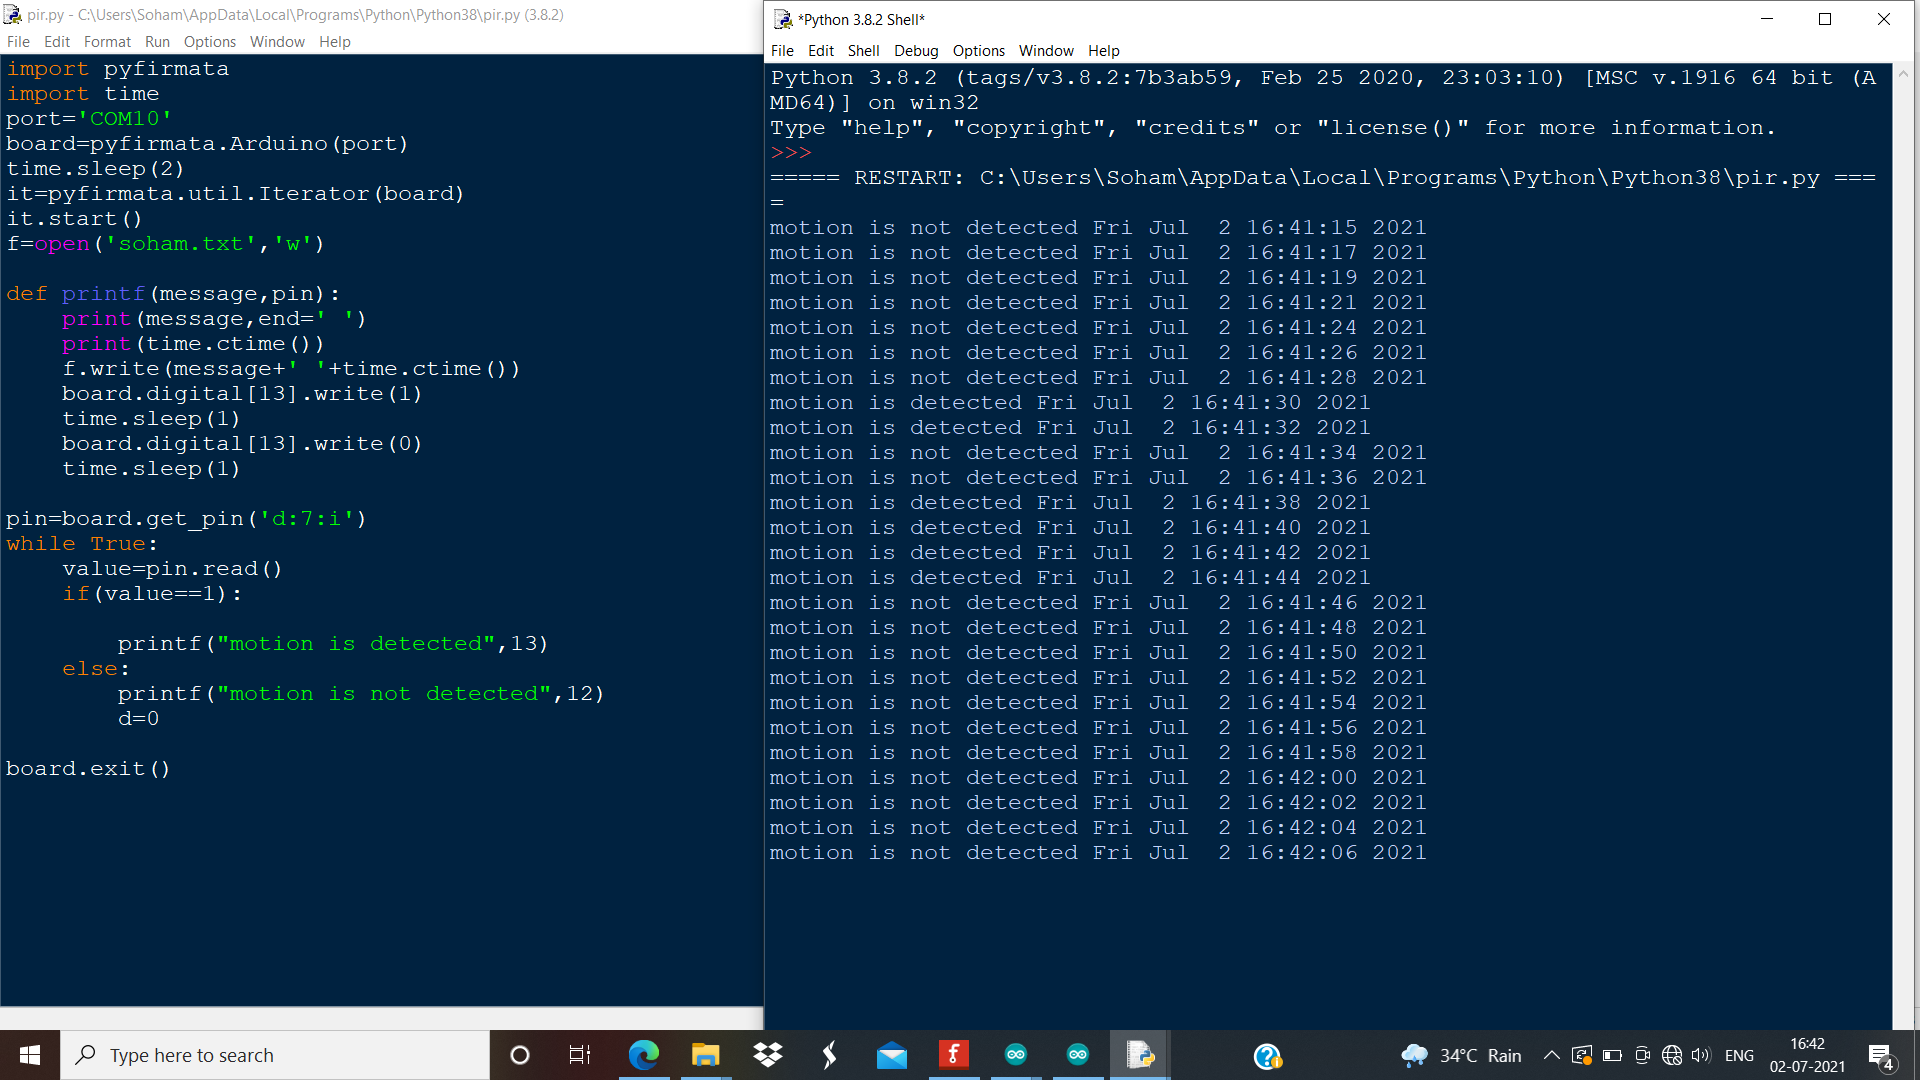 pir.py - C:\Users\Soham\AppData\Local\Programs\Python\Python38\pir.py (3.8.2)
File Edit Format Run Options Window Help
import pyfirmata
import time
port='COM10'
board=pyfirmata.Arduino(port)
time.sleep(2)
it=pyfirmata.util.Iterator(board)
it.start()
f=open('soham.txt','w')
def printf(message,pin):
    print(message,end=' ')
    print(time.ctime())
    f.write(message+' '+time.ctime())
    board.digital[13].write(1)
    time.sleep(1)
    board.digital[13].write(0)
    time.sleep(1)
pin=board.get_pin('d:7:i')
while True:
    value=pin.read()
    if(value==1):
        printf("motion is detected",13)
    else:
        printf("motion is not detected",12)
        d=0
board.exit()
*Python 3.8.2 Shell*
File Edit Shell Debug Options Window Help
Python 3.8.2 (tags/v3.8.2:7b3ab59, Feb 25 2020, 23:03:10) [MSC v.1916 64 bit (A
MD64)] on win32
Type "help", "copyright", "credits" or "license()" for more information.
>>>
===== RESTART: C:\Users\Soham\AppData\Local\Programs\Python\Python38\pir.py ===
=
motion is not detected Fri Jul  2 16:41:15 2021
motion is not detected Fri Jul  2 16:41:17 2021
motion is not detected Fri Jul  2 16:41:19 2021
motion is not detected Fri Jul  2 16:41:21 2021
motion is not detected Fri Jul  2 16:41:24 2021
motion is not detected Fri Jul  2 16:41:26 2021
motion is not detected Fri Jul  2 16:41:28 2021
motion is detected Fri Jul  2 16:41:30 2021
motion is detected Fri Jul  2 16:41:32 2021
motion is not detected Fri Jul  2 16:41:34 2021
motion is not detected Fri Jul  2 16:41:36 2021
motion is detected Fri Jul  2 16:41:38 2021
motion is detected Fri Jul  2 16:41:40 2021
motion is detected Fri Jul  2 16:41:42 2021
motion is detected Fri Jul  2 16:41:44 2021
motion is not detected Fri Jul  2 16:41:46 2021
motion is not detected Fri Jul  2 16:41:48 2021
motion is not detected Fri Jul  2 16:41:50 2021
motion is not detected Fri Jul  2 16:41:52 2021
motion is not detected Fri Jul  2 16:41:54 2021
motion is not detected Fri Jul  2 16:41:56 2021
motion is not detected Fri Jul  2 16:41:58 2021
motion is not detected Fri Jul  2 16:42:00 2021
motion is not detected Fri Jul  2 16:42:02 2021
motion is not detected Fri Jul  2 16:42:04 2021
motion is not detected Fri Jul  2 16:42:06 2021
Type here to search
34°C Rain
ENG
16:42
02-07-2021
4